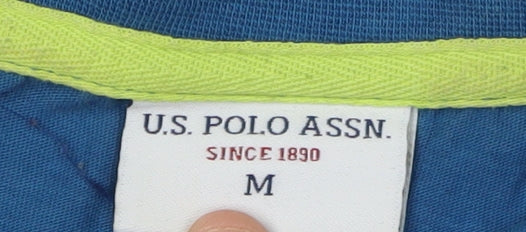 U.S. POLO ASSN.
SINCE 1890
M